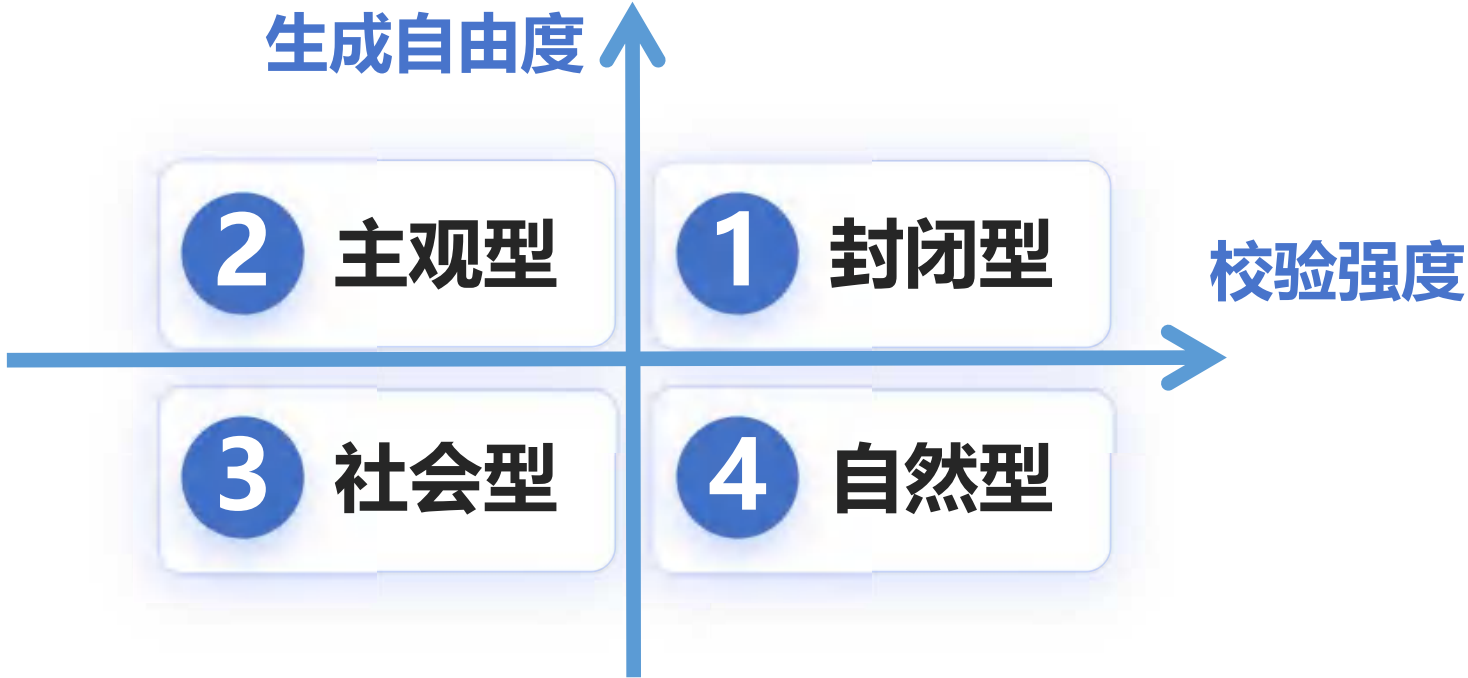 生成自由度
2 主观型
1 封闭型
校验强度
3 社会型
4 自然型